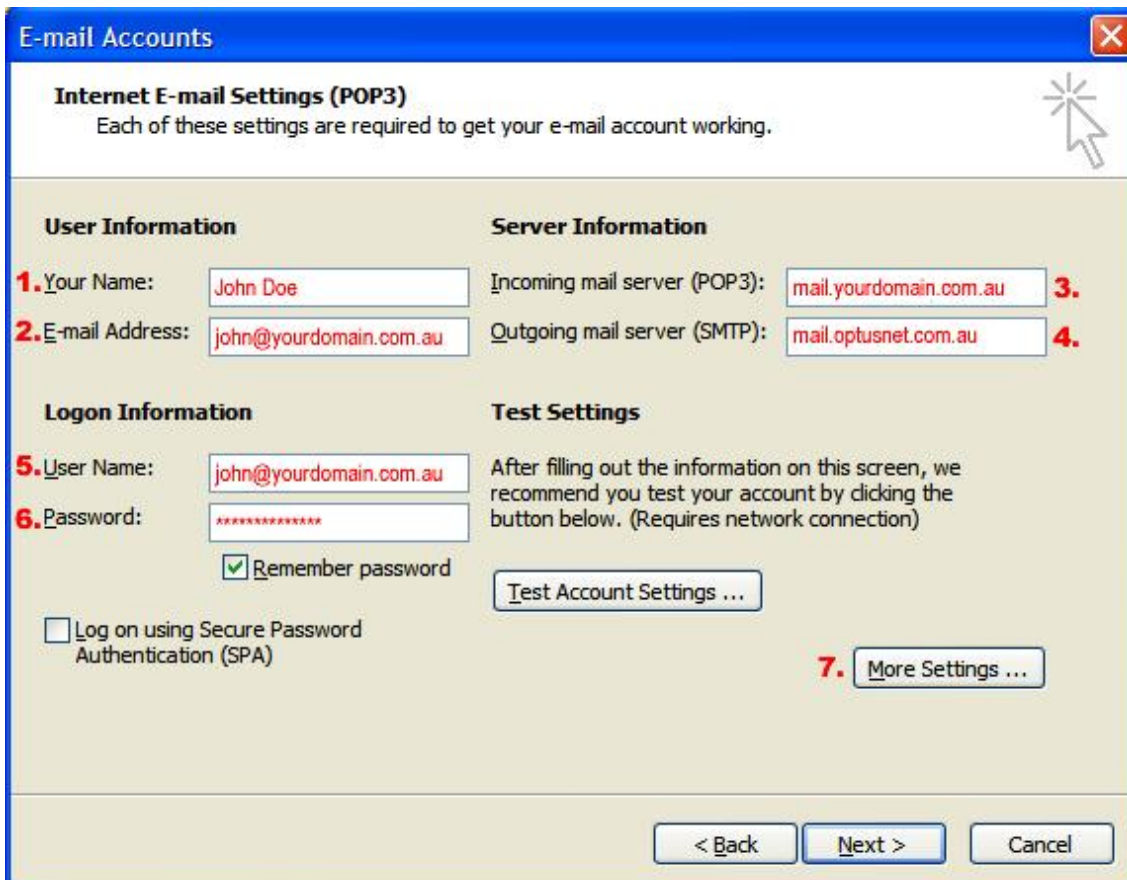 E-mail Accounts
Internet E-mail Settings (POP3)
Each of these settings are required to get your e-mail account working.
User Information
1. Your Name: John Doe
2. E-mail Address: john@yourdomain.com.au
Server Information
Incoming mail server (POP3): mail.yourdomain.com.au 3.
Outgoing mail server (SMTP): mail.optusnet.com.au 4.
Logon Information
5. User Name: john@yourdomain.com.au
6. Password: **************
Remember password
Log on using Secure Password
Authentication (SPA)
Test Settings
After filling out the information on this screen, we
recommend you test your account by clicking the
button below. (Requires network connection)
Test Account Settings ...
7. More Settings ...
< Back
Next >
Cancel